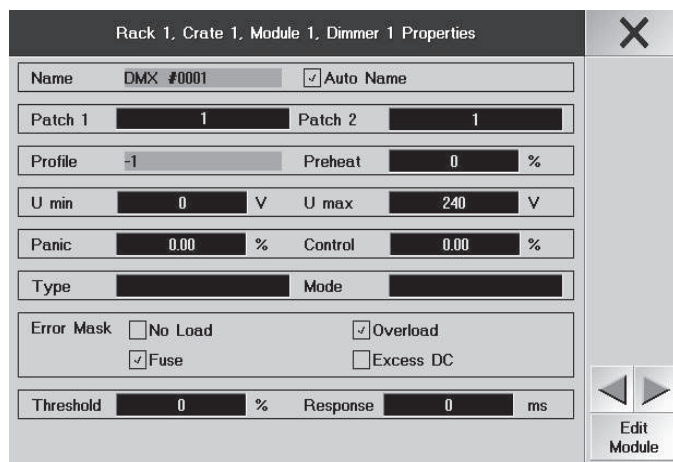 Rack 1, Crate 1, Module 1, Dimmer 1 Properties
Name DMX #0001 Auto Name
Patch 1 1 Patch 2 1
Profile -1 Preheat 0 %
U min 0 V U max 240 V
Panic 0.00 % Control 0.00 %
Type Mode
Error Mask No Load Overload
Fuse Excess DC
Threshold 0 % Response 0 ms
Edit
Module